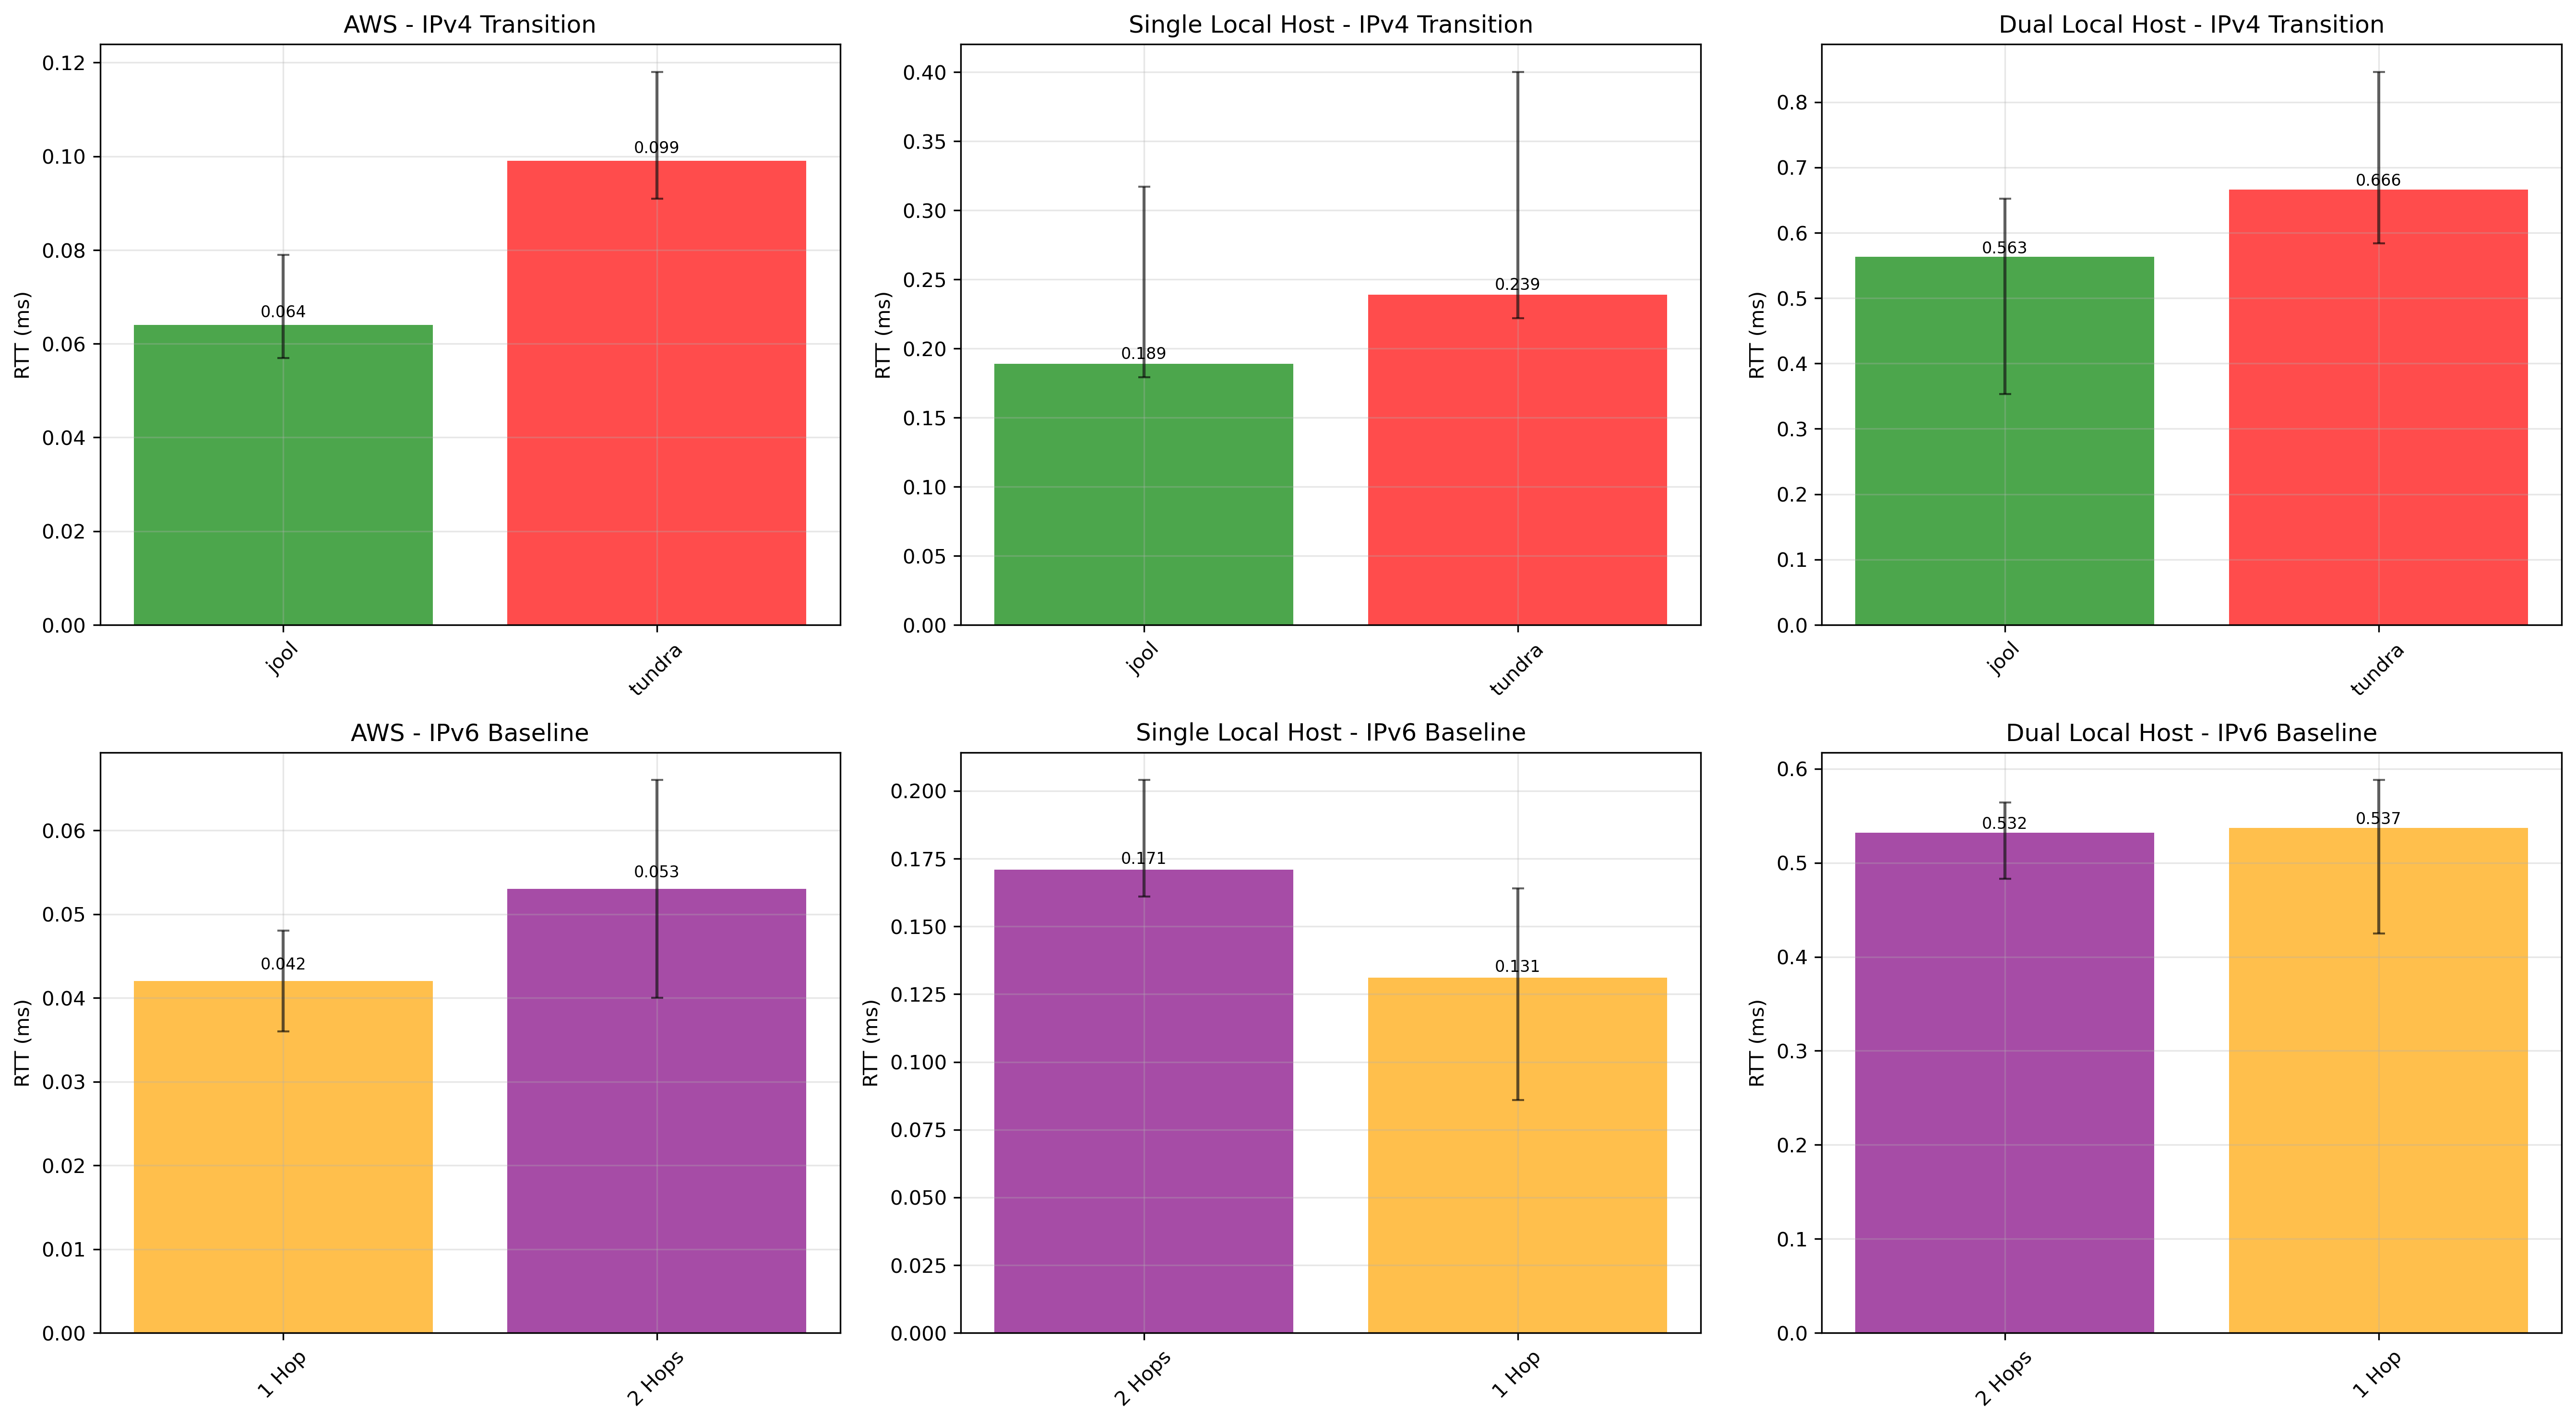 AWS - IPv4 Transition
0.12
0.10
0.08
0.06
0.04
0.02
0.00
RTT (ms)
0.064
0.099
jool
tundra
Single Local Host - IPv4 Transition
0.40
0.35
0.30
0.25
0.20
0.15
0.10
0.05
0.00
RTT (ms)
0.189
0.239
jool
tundra
Dual Local Host - IPv4 Transition
0.8
0.7
0.6
0.5
0.4
0.3
0.2
0.1
0.0
RTT (ms)
0.563
0.666
jool
tundra
AWS - IPv6 Baseline
0.06
0.05
0.04
0.03
0.02
0.01
0.00
RTT (ms)
0.042
0.053
1 Hop
2 Hops
Single Local Host - IPv6 Baseline
0.200
0.175
0.150
0.125
0.100
0.075
0.050
0.025
0.000
RTT (ms)
0.171
0.131
2 Hops
1 Hop
Dual Local Host - IPv6 Baseline
0.6
0.5
0.4
0.3
0.2
0.1
0.0
RTT (ms)
0.532
0.537
2 Hops
1 Hop